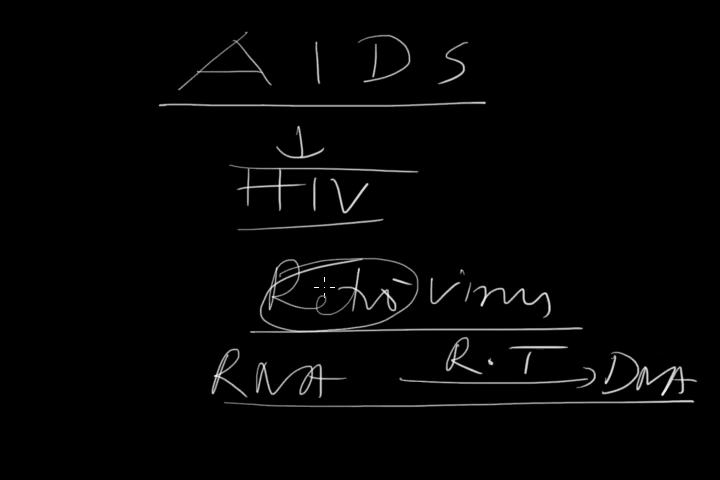 AIDS
HIV
Retro virus
R.T
RNA DNA